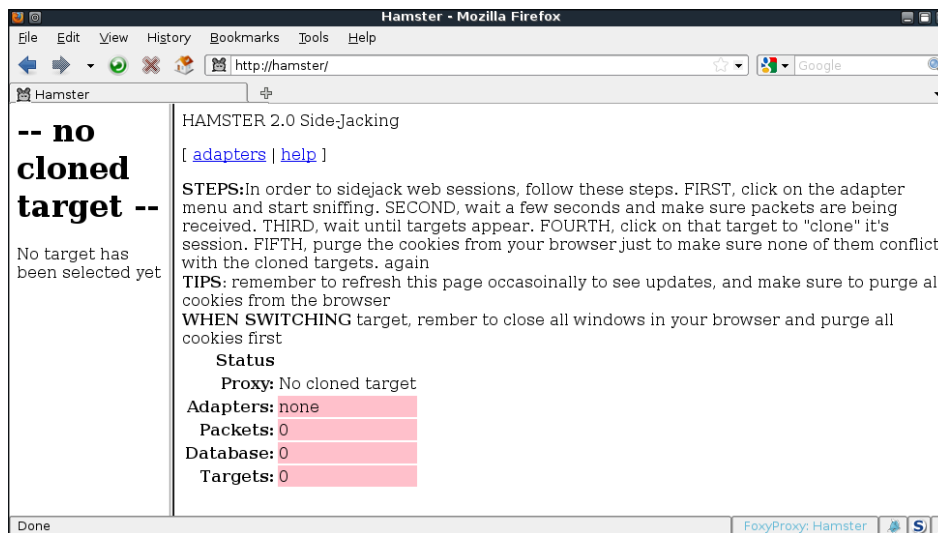 Hamster - Mozilla Firefox
File Edit View History Bookmarks Tools Help
http://hamster/
Google
Hamster
-- no
cloned
target --
No target has
been selected yet
HAMSTER 2.0 Side-Jacking
[ adapters | help ]
STEPS:In order to sidejack web sessions, follow these steps. FIRST, click on the adapter
menu and start sniffing. SECOND, wait a few seconds and make sure packets are being
received. THIRD, wait until targets appear. FOURTH, click on that target to "clone" it's
session. FIFTH, purge the cookies from your browser just to make sure none of them conflict
with the cloned targets. again
TIPS: remember to refresh this page occasoinally to see updates, and make sure to purge al
cookies from the browser
WHEN SWITCHING target, rember to close all windows in your browser and purge all
cookies first
Status
Proxy: No cloned target
Adapters: none
Packets: 0
Database: 0
Targets: 0
Done
FoxyProxy: Hamster
S